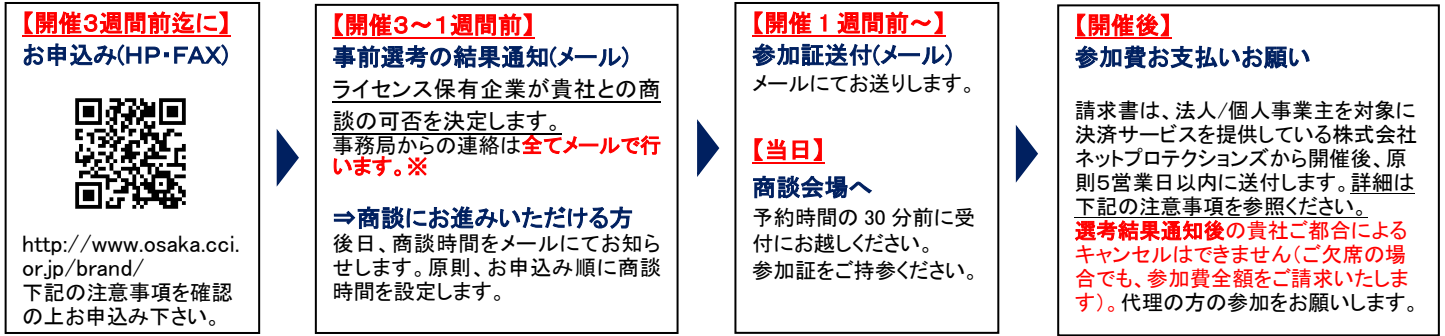 【開催3週間前迄に】
お申込み(HP・FAX)
http://www.osaka.cci.
or.jp/brand/
下記の注意事項を確認
の上お申込み下さい。
【開催3~1週間前】
事前選考の結果通知(メール)
ライセンス保有企業が貴社との商
談の可否を決定します。
事務局からの連絡は全てメールで行
います。※
⇒商談にお進みいただける方
後日、商談時間をメールにてお知ら
せします。原則、お申込み順に商談
時間を設定します。
【開催 1 週間前~】
参加証送付(メール)
メールにてお送りします。
【当日】
商談会場へ
予約時間の 30 分前に受
付にお越しください。
参加証をご持参ください。
【開催後】
参加費お支払いお願い
請求書は、法人/個人事業主を対象に
決済サービスを提供している株式会社
ネットプロテクションズから開催後、原
則5営業日以内に送付します。詳細は
下記の注意事項を参照ください。
選考結果通知後の貴社ご都合による
キャンセルはできません(ご欠席の場
合でも、参加費全額をご請求いたしま
す)。代理の方の参加をお願いします。